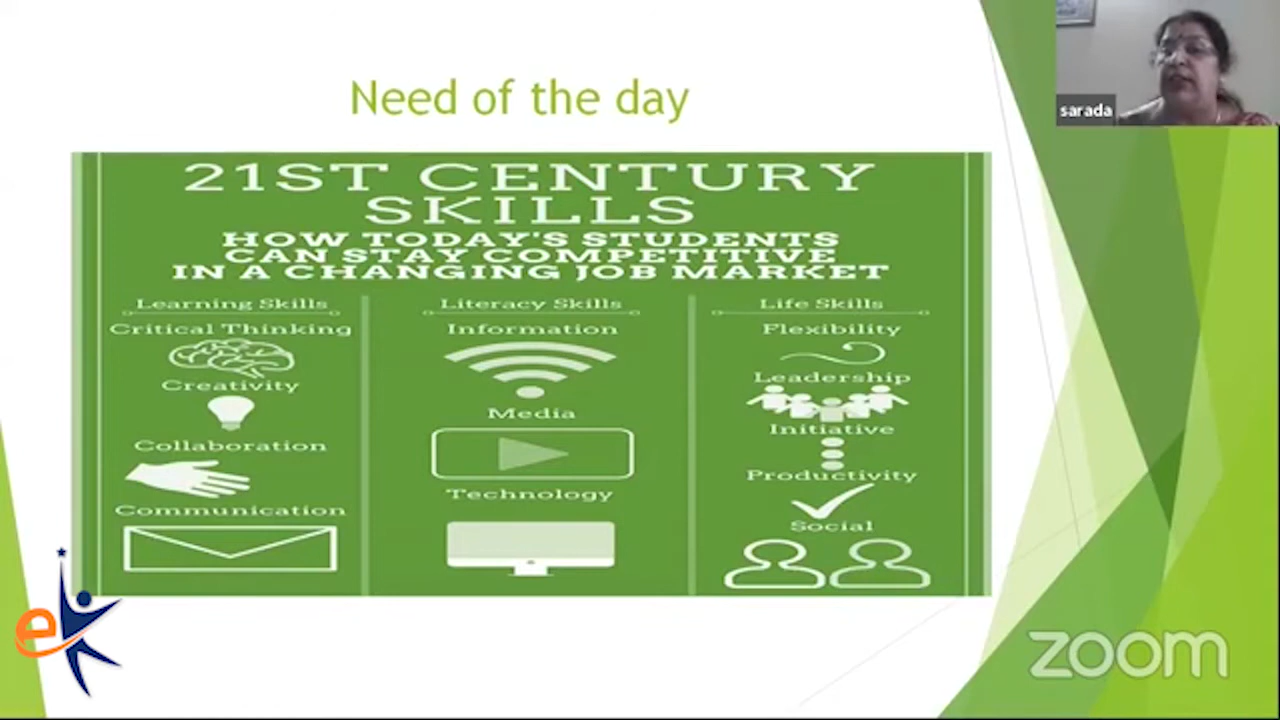 Need of the day
sarada
21ST CENTURY
SKILLS
HOW TODAY'S STUDENTS
CAN STAY COMPETITIVE
IN A CHANGING JOB MARKET
Learning Skills
Critical Thinking
Creativity
Collaboration
Communication
Literacy Skills
Information
Media
Technology
Life Skills
Flexibility
Leadership
Initiative
Productivity
Social
e
zoom